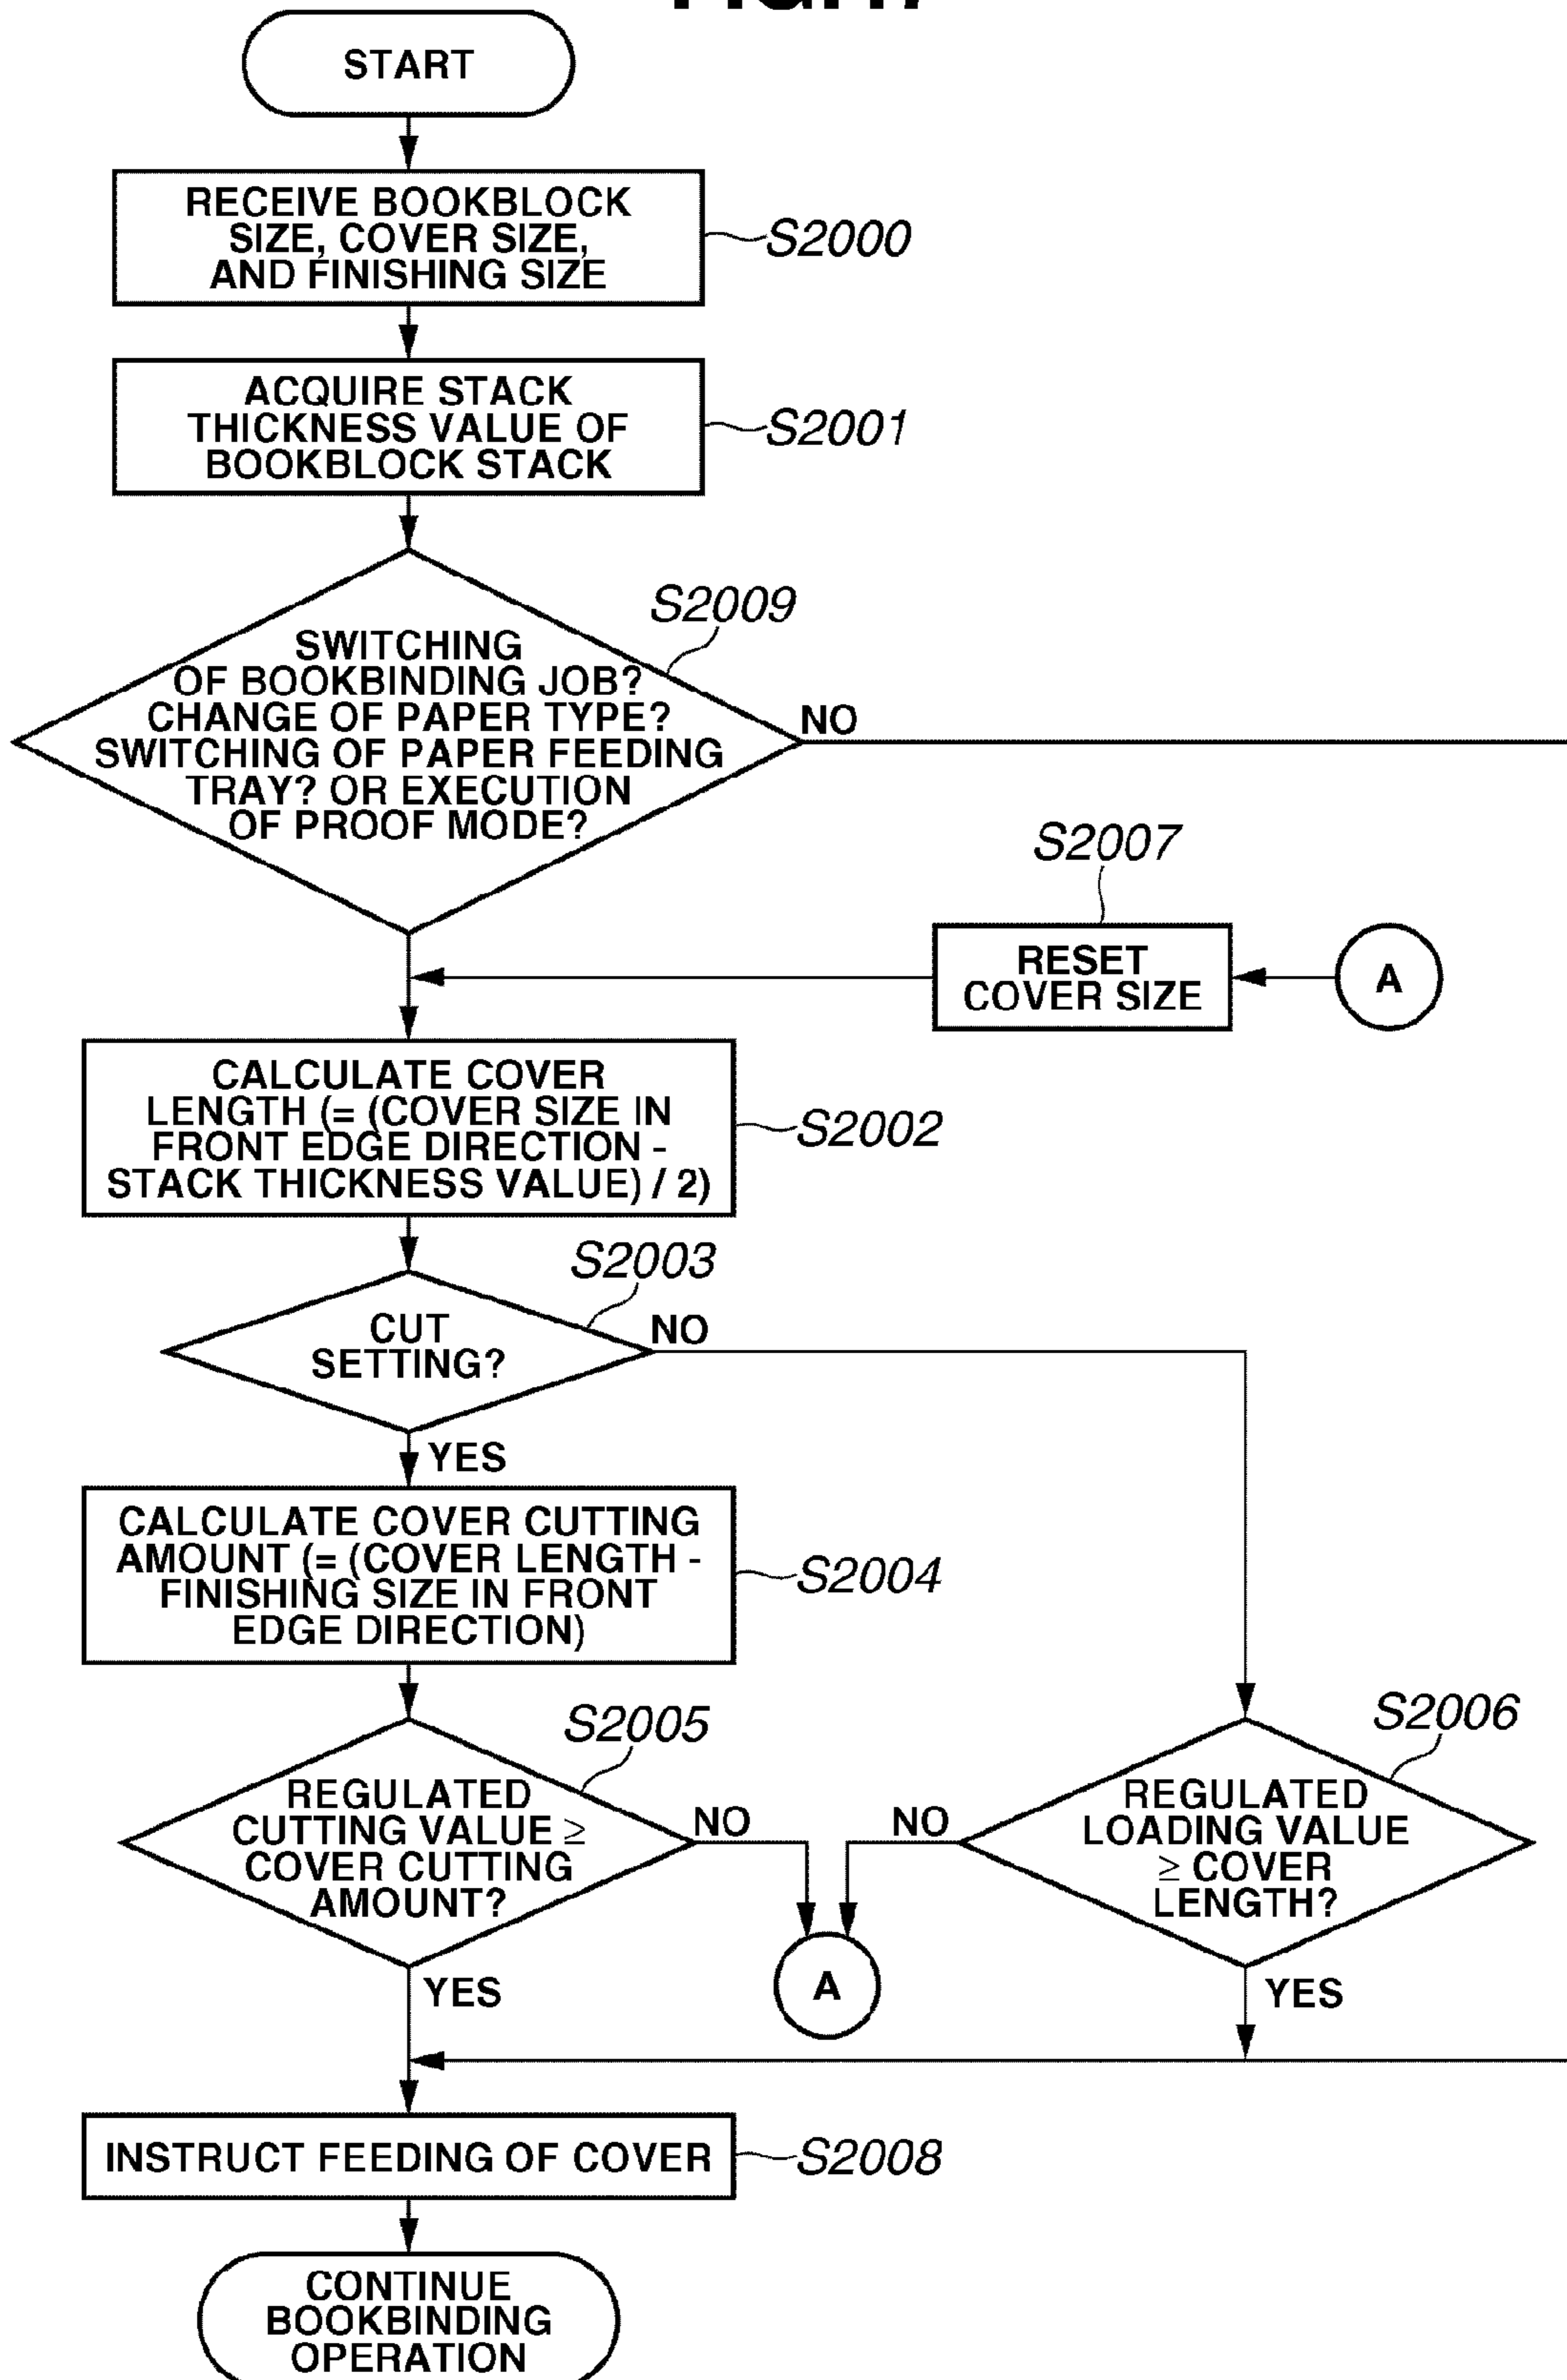 START
RECEIVE BOOKBLOCK
SIZE, COVER SIZE,
AND FINISHING SIZE
S2000
ACQUIRE STACK
THICKNESS VALUE OF
BOOKBLOCK STACK
S2001
S2009
SWITCHING
OF BOOKBINDING JOB?
CHANGE OF PAPER TYPE?
SWITCHING OF PAPER FEEDING
TRAY? OR EXECUTION
OF PROOF MODE?
NO
S2007
RESET
COVER SIZE
A
CALCULATE COVER
LENGTH (= (COVER SIZE IN
FRONT EDGE DIRECTION -
STACK THICKNESS VALUE) / 2)
S2002
S2003
CUT
SETTING?
NO
YES
CALCULATE COVER CUTTING
AMOUNT (= (COVER LENGTH -
FINISHING SIZE IN FRONT
EDGE DIRECTION)
S2004
S2005
REGULATED
CUTTING VALUE ≥
COVER CUTTING
AMOUNT?
NO
YES
S2006
REGULATED
LOADING VALUE
≥ COVER
LENGTH?
NO
YES
A
INSTRUCT FEEDING OF COVER
S2008
CONTINUE
BOOKBINDING
OPERATION